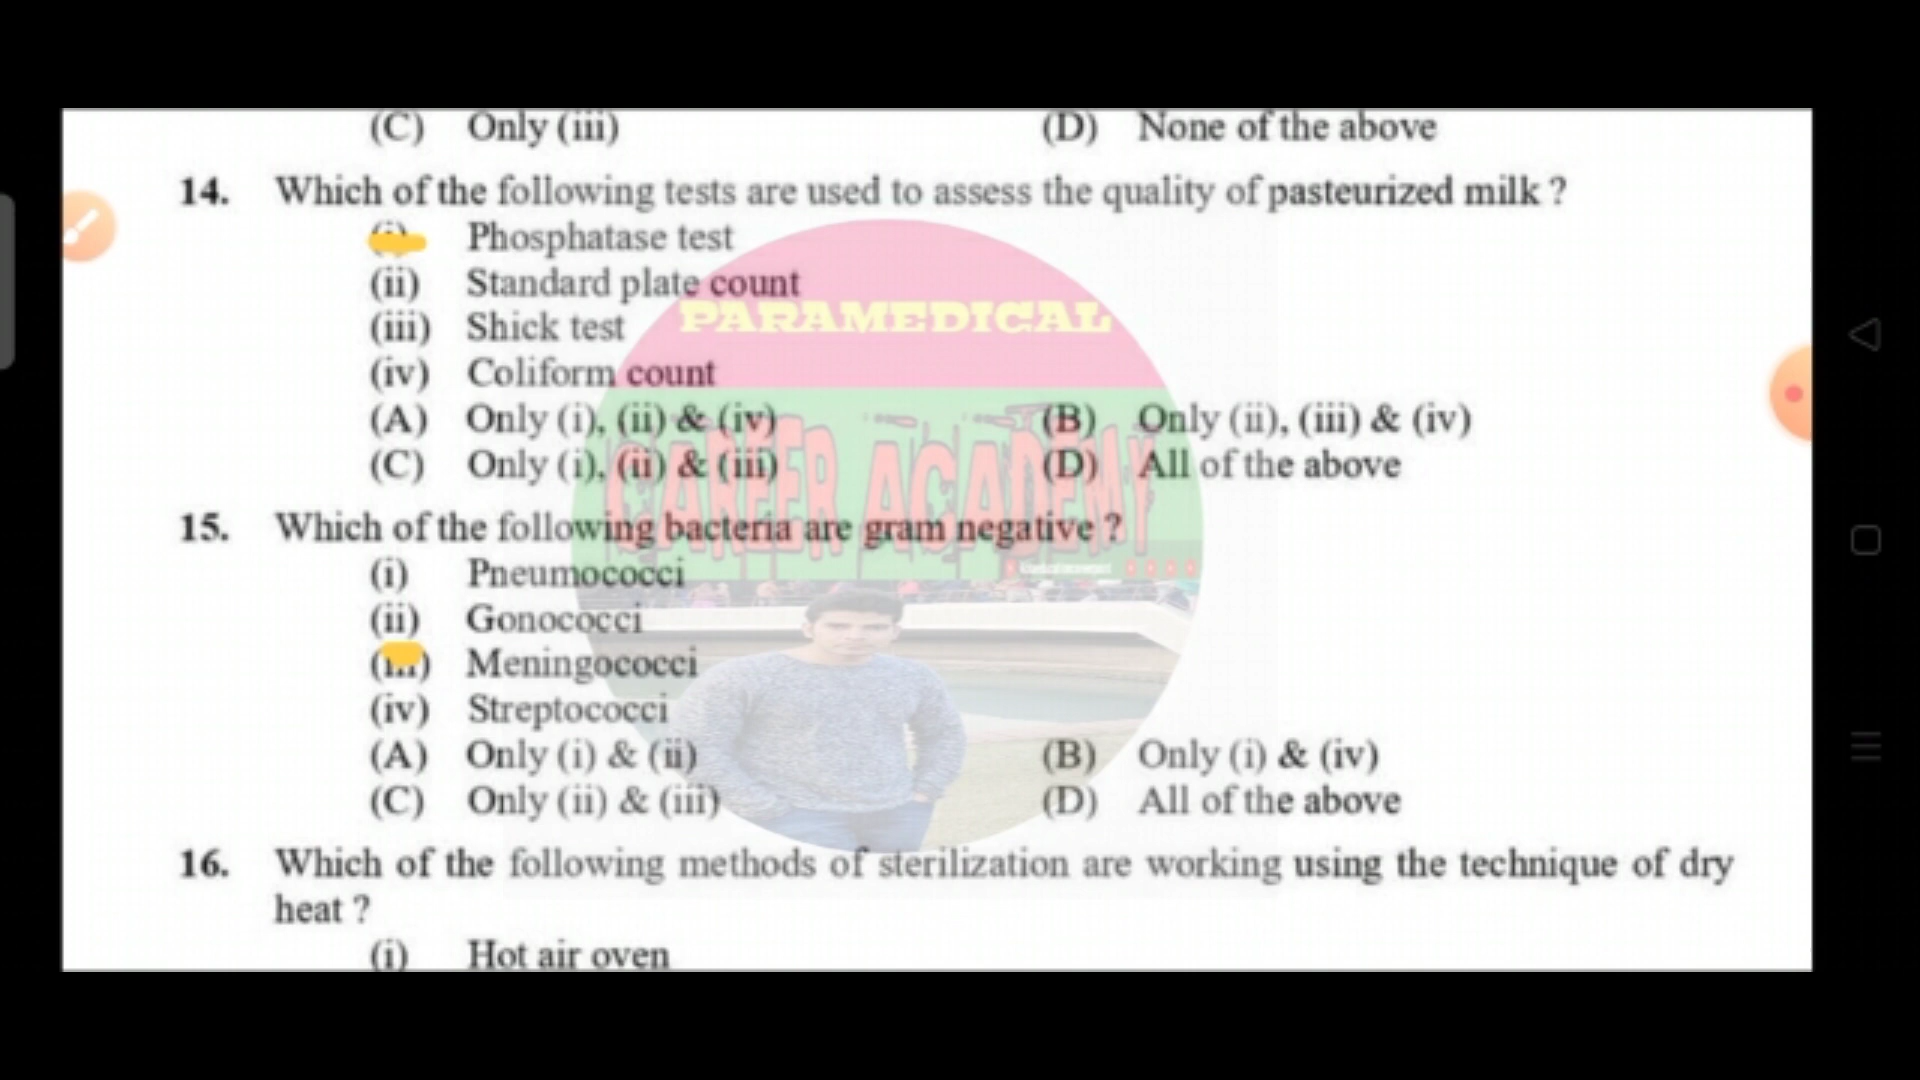 (C) Only (iii) (D) None of the above
14. Which of the following tests are used to assess the quality of pasteurized milk ?
(i) Phosphatase test
(ii) Standard plate count
(iii) Shick test
PARAMEDICAL
(iv) Coliform count
(A) Only (i), (ii) & (iv) (B) Only (ii), (iii) & (iv)
(C) Only (i), (ii) & (iii) (D) All of the above
CAREER ACADEMY
15. Which of the following bacteria are gram negative ?
(i) Pneumococci
(ii) Gonococci
(iii) Meningococci
(iv) Streptococci
(A) Only (i) & (ii) (B) Only (i) & (iv)
(C) Only (ii) & (iii) (D) All of the above
16. Which of the following methods of sterilization are working using the technique of dry
heat ?
(i) Hot air oven